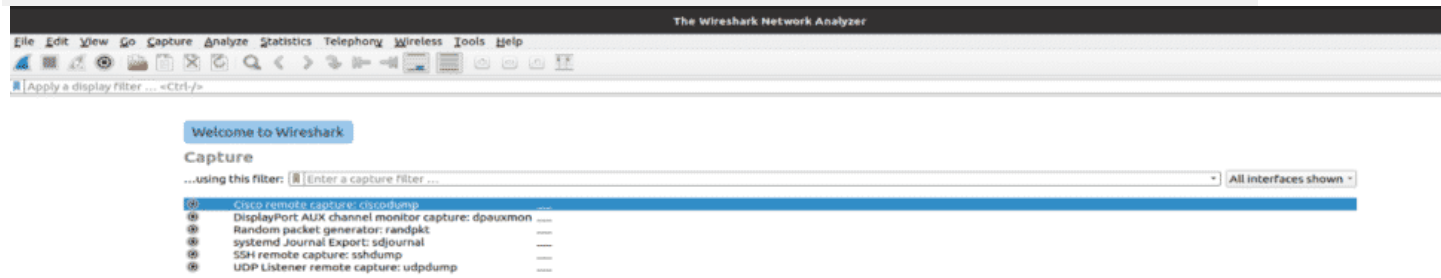 The Wireshark Network Analyzer
File Edit View Go Capture Analyze Statistics Telephony Wireless Tools Help
Apply a display filter ... <Ctrl-/>
Welcome to Wireshark
Capture
...using this filter: Enter a capture filter ... All interfaces shown
Cisco remote capture: ciscodump
DisplayPort AUX channel monitor capture: dpauxmon
Random packet generator: randpkt
systemd Journal Export: sdjournal
SSH remote capture: sshdump
UDP Listener remote capture: udpdump